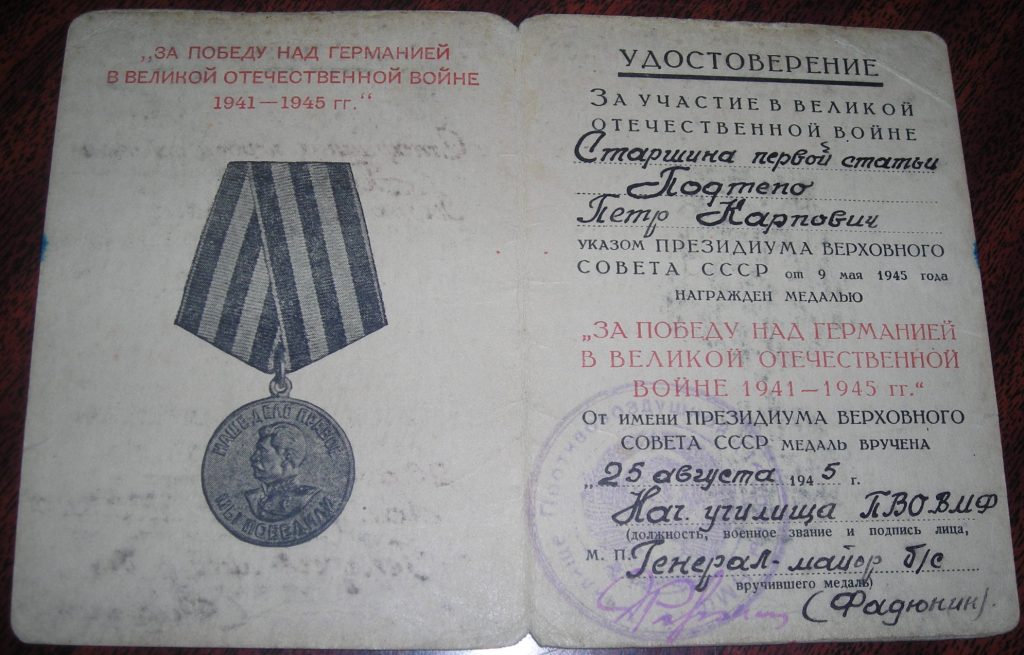 „ЗА ПОБЕДУ НАД ГЕРМАНИЕЙ
В ВЕЛИКОЙ ОТЕЧЕСТВЕННОЙ ВОЙНЕ
1941—1945 гг.“
НАШЕ ДЕЛО ПРАВОЕ
МЫ ПОБЕДИЛИ
УДОСТОВЕРЕНИЕ
ЗА УЧАСТИЕ В ВЕЛИКОЙ
ОТЕЧЕСТВЕННОЙ ВОЙНЕ
Старшина первой статьи
Подтепо
Петр Карпович
УКАЗОМ ПРЕЗИДИУМА ВЕРХОВНОГО
СОВЕТА СССР от 9 мая 1945 года
НАГРАЖДЕН МЕДАЛЬЮ
„ЗА ПОБЕДУ НАД ГЕРМАНИЕЙ
В ВЕЛИКОЙ ОТЕЧЕСТВЕННОЙ
ВОЙНЕ 1941—1945 гг.“
От имени ПРЕЗИДИУМА ВЕРХОВНОГО
СОВЕТА СССР МЕДАЛЬ ВРУЧЕНА
„25 августа 1945 г.
Нач. училища ПВО ВМФ
(должность, военное звание и подпись лица,
М. П. Генерал-майор б/с
вручившего медаль)
(Фадюнин).